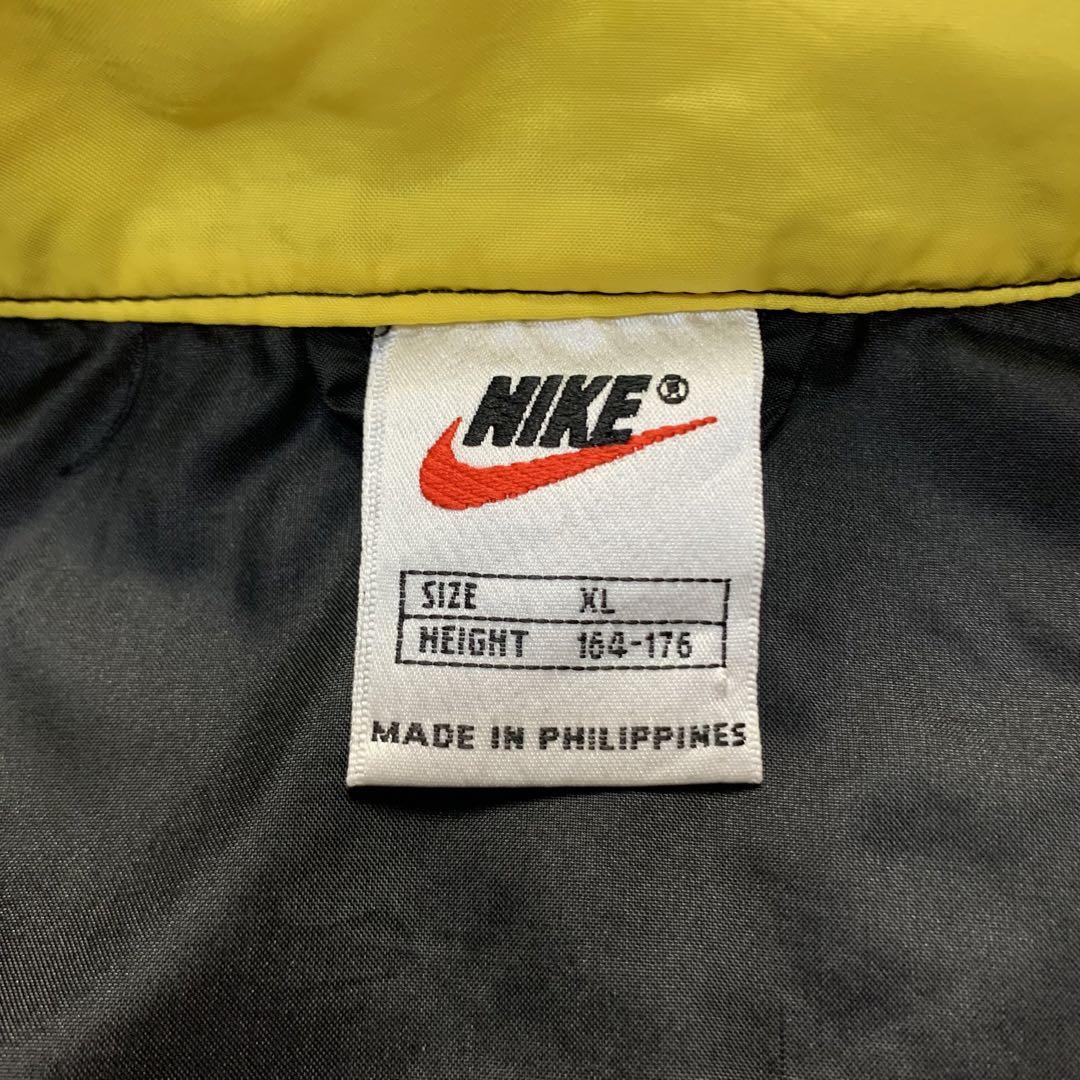 NIKE®
SIZE XL
HEIGHT 164-176
MADE IN PHILIPPINES